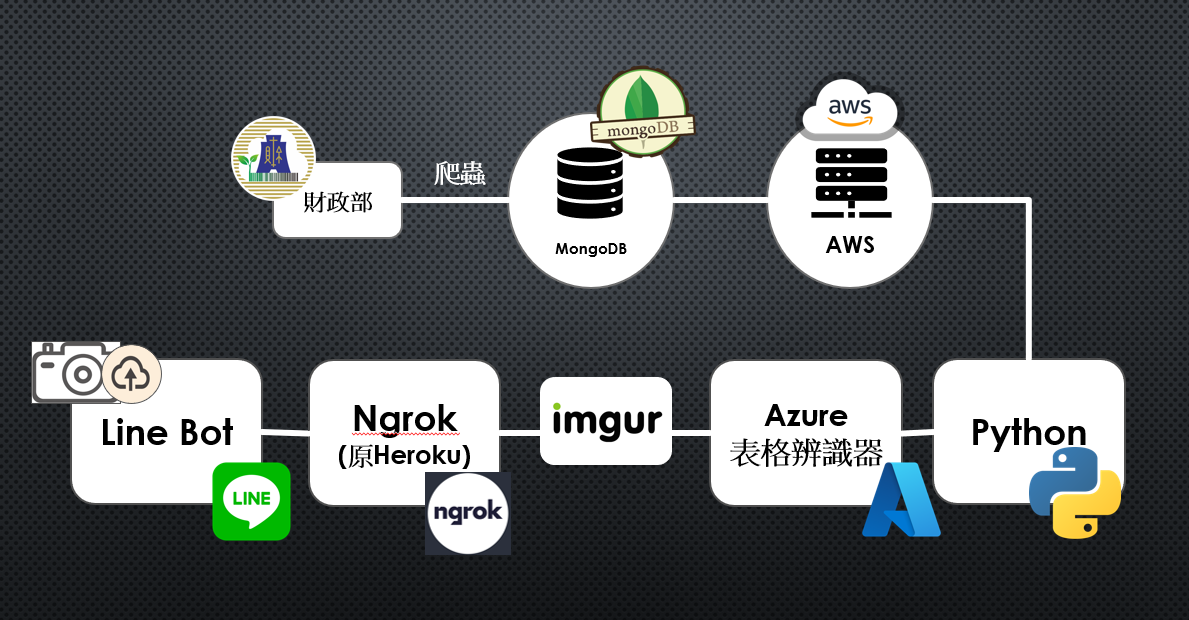 財
財政部
爬蟲
mongoDB
MongoDB
aws
AWS
Line Bot
LINE
Ngrok
(原Heroku)
ngrok
imgur
Azure
表格辨識器
Python